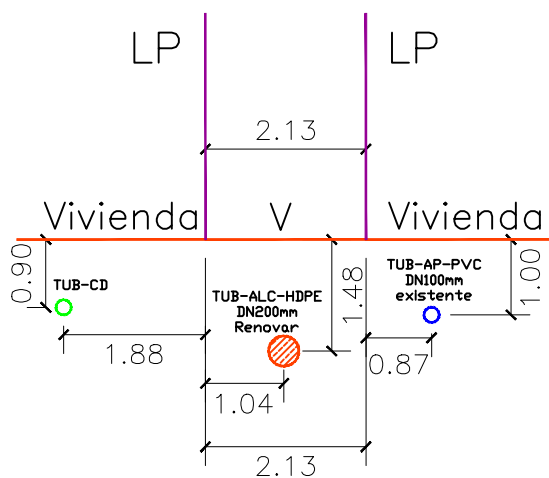 LP
LP
2.13
Vivienda
V
Vivienda
0.90
TUB-CD
1.88
TUB-ALC-HDPE
DN200mm
Renovar
1.48
1.04
TUB-AP-PVC
DN100mm
existente
1.00
0.87
2.13